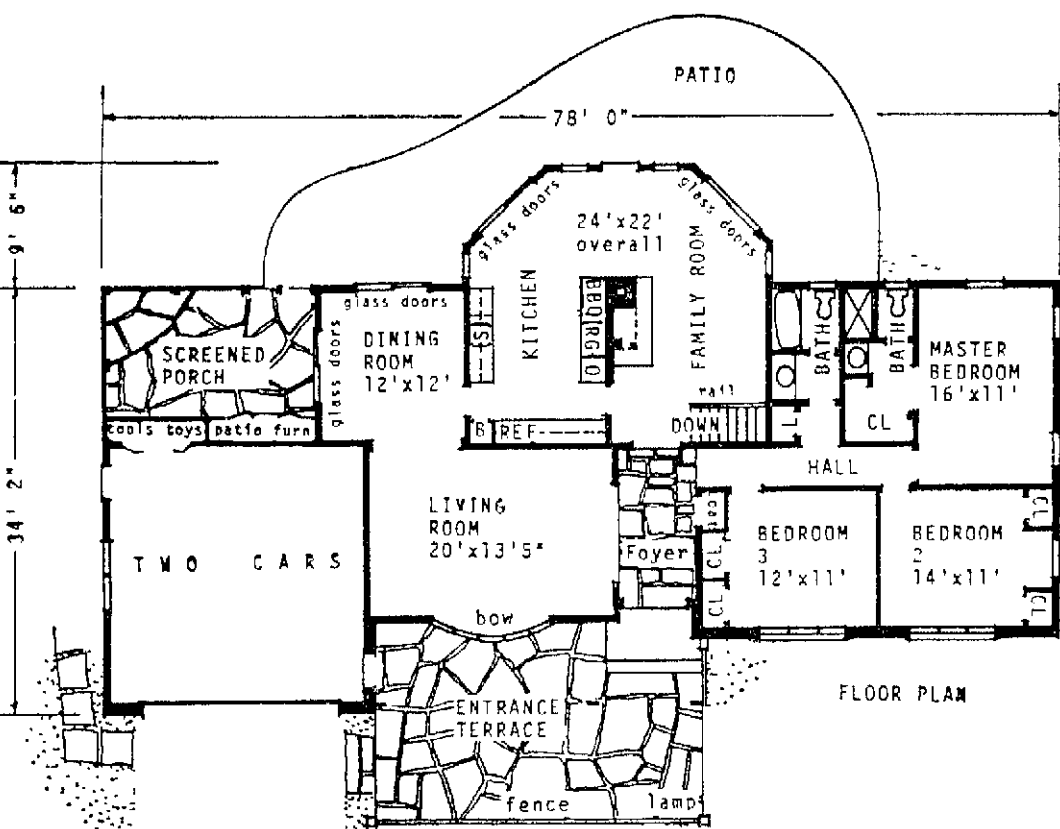 PATIO
78' 0"
9' 6"
glass doors
glass doors
24'x22'
overall
KITCHEN
FAMILY ROOM
glass doors
SCREENED
PORCH
glass doors
DINING
ROOM
12'x12'
S
BBQ
RG
O
BATH
BATH
MASTER
BEDROOM
16'x11'
rail
tools toys
patio furn
B
REF
DOWN
CL
HALL
34' 2"
LIVING
ROOM
20'x13'5"
Foyer
CL
CL
BEDROOM
3
12'x11'
BEDROOM
2
14'x11'
CL
CL
TWO CARS
bow
FLOOR PLAN
ENTRANCE
TERRACE
fence
lamp